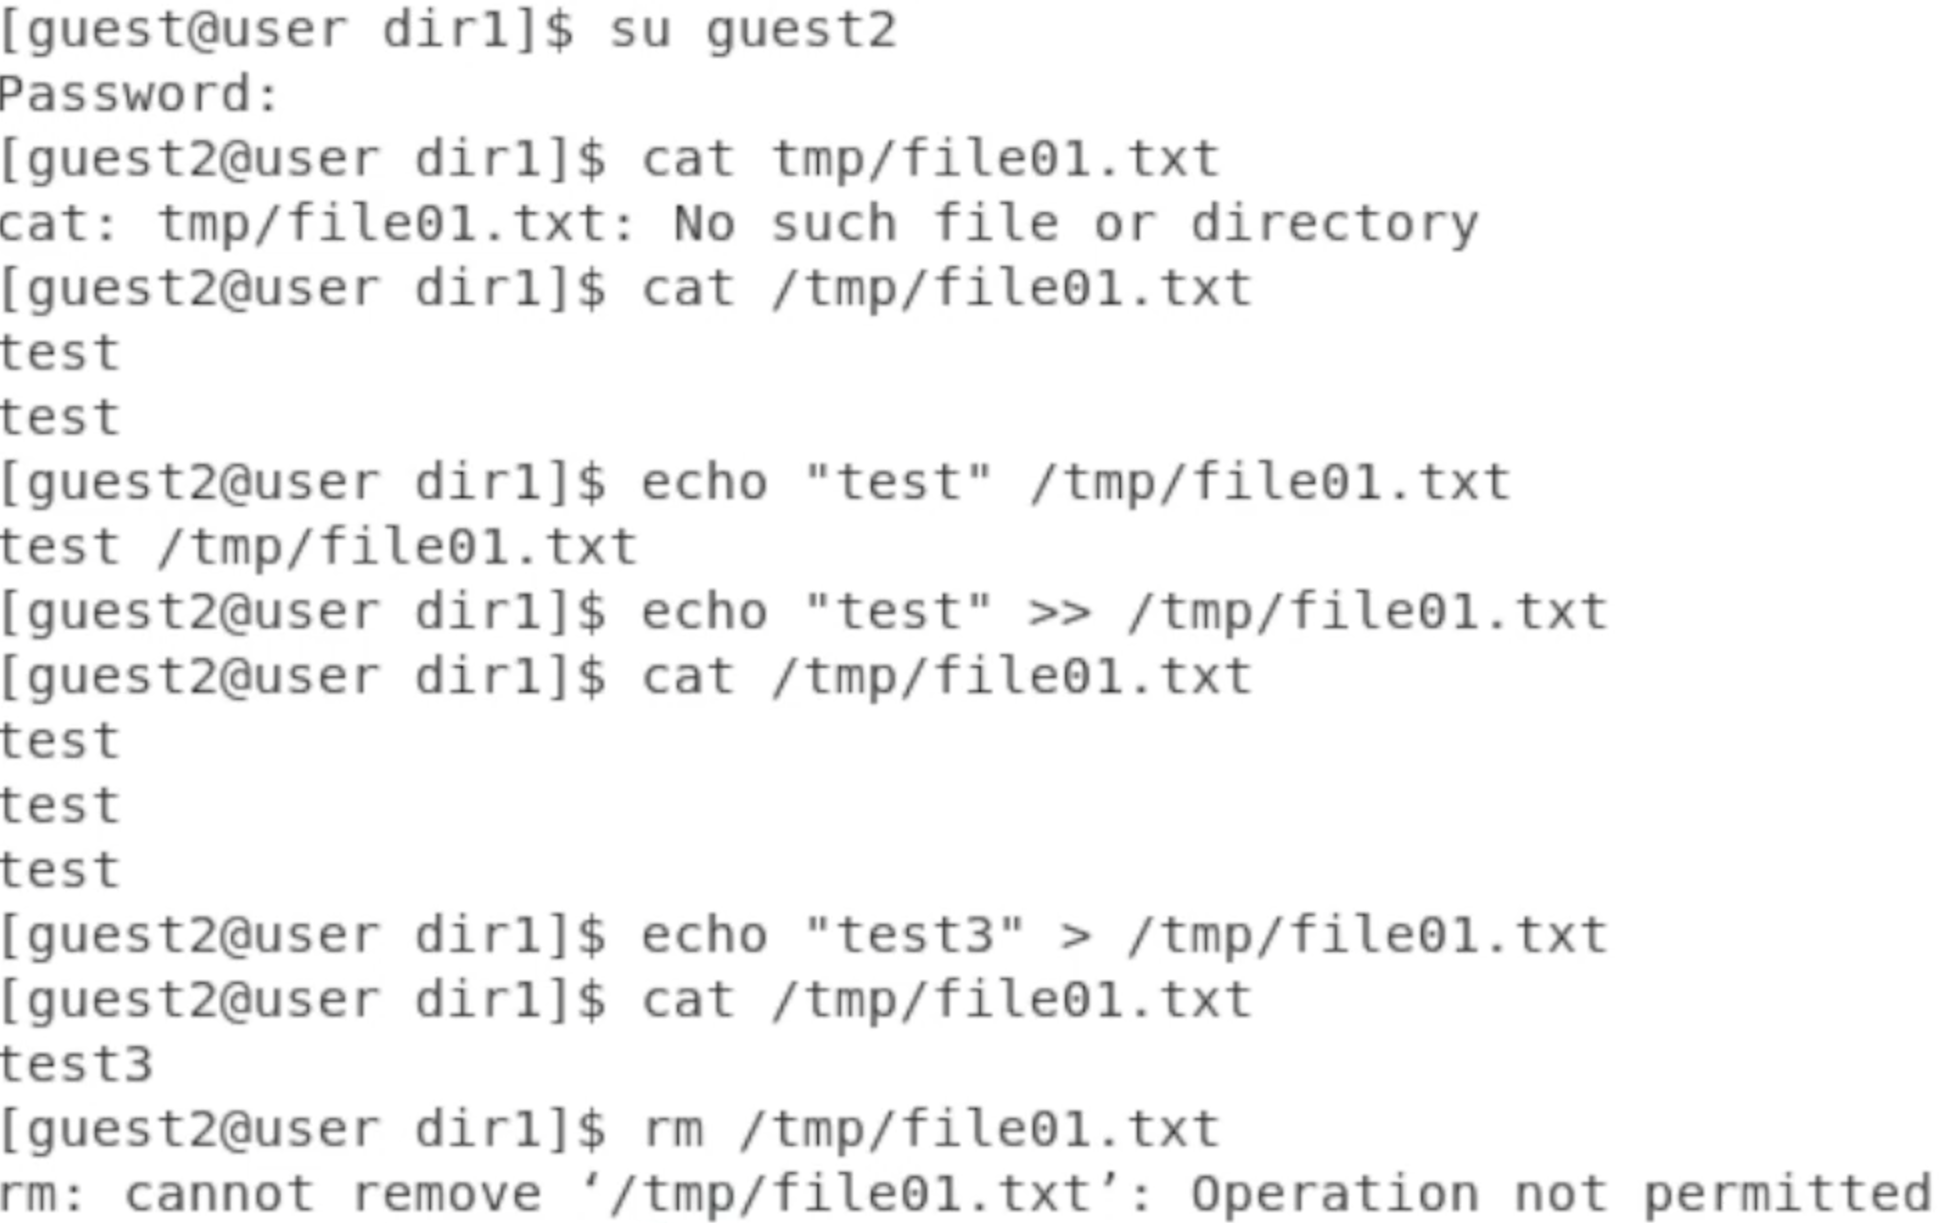 [guest@user dir1]$ su guest2
Password:
[guest2@user dir1]$ cat tmp/file01.txt
cat: tmp/file01.txt: No such file or directory
[guest2@user dir1]$ cat /tmp/file01.txt
test
test
[guest2@user dir1]$ echo "test" /tmp/file01.txt
test /tmp/file01.txt
[guest2@user dir1]$ echo "test" >> /tmp/file01.txt
[guest2@user dir1]$ cat /tmp/file01.txt
test
test
test
[guest2@user dir1]$ echo "test3" > /tmp/file01.txt
[guest2@user dir1]$ cat /tmp/file01.txt
test3
[guest2@user dir1]$ rm /tmp/file01.txt
rm: cannot remove ‘/tmp/file01.txt’: Operation not permitted